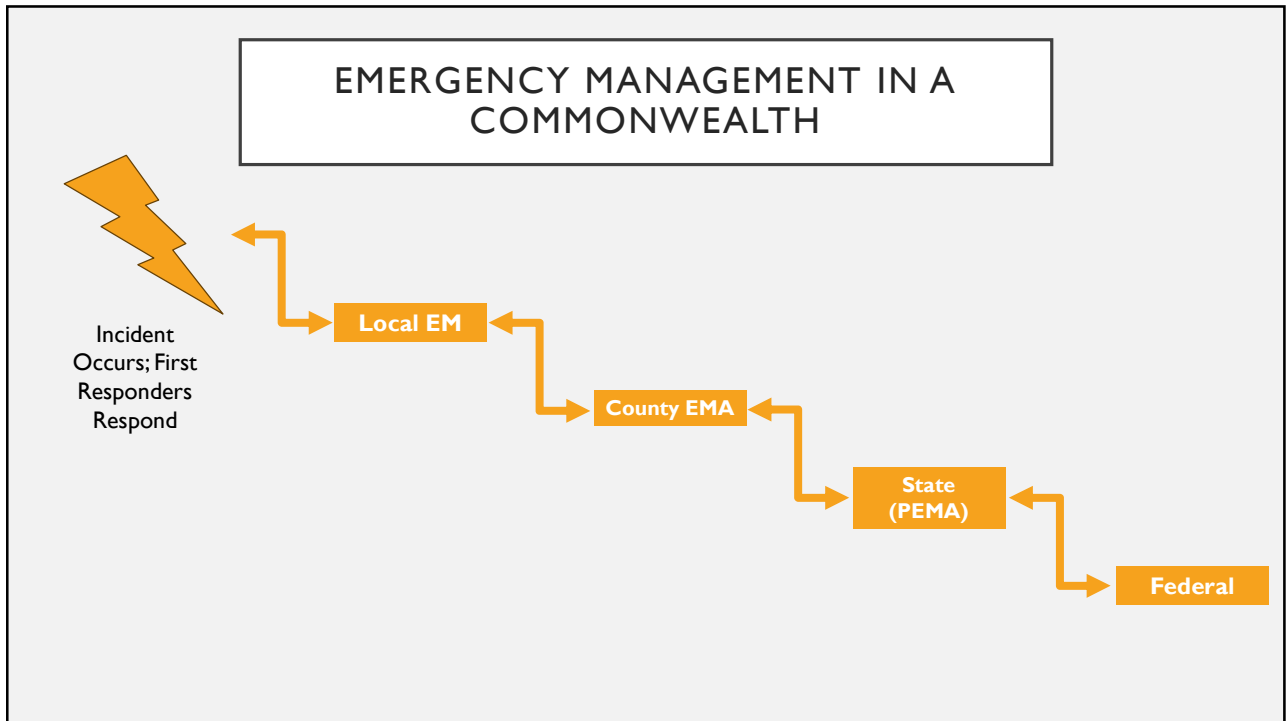 EMERGENCY MANAGEMENT IN A
COMMONWEALTH
Incident
Occurs; First
Responders
Respond
Local EM
County EMA
State
(PEMA)
Federal